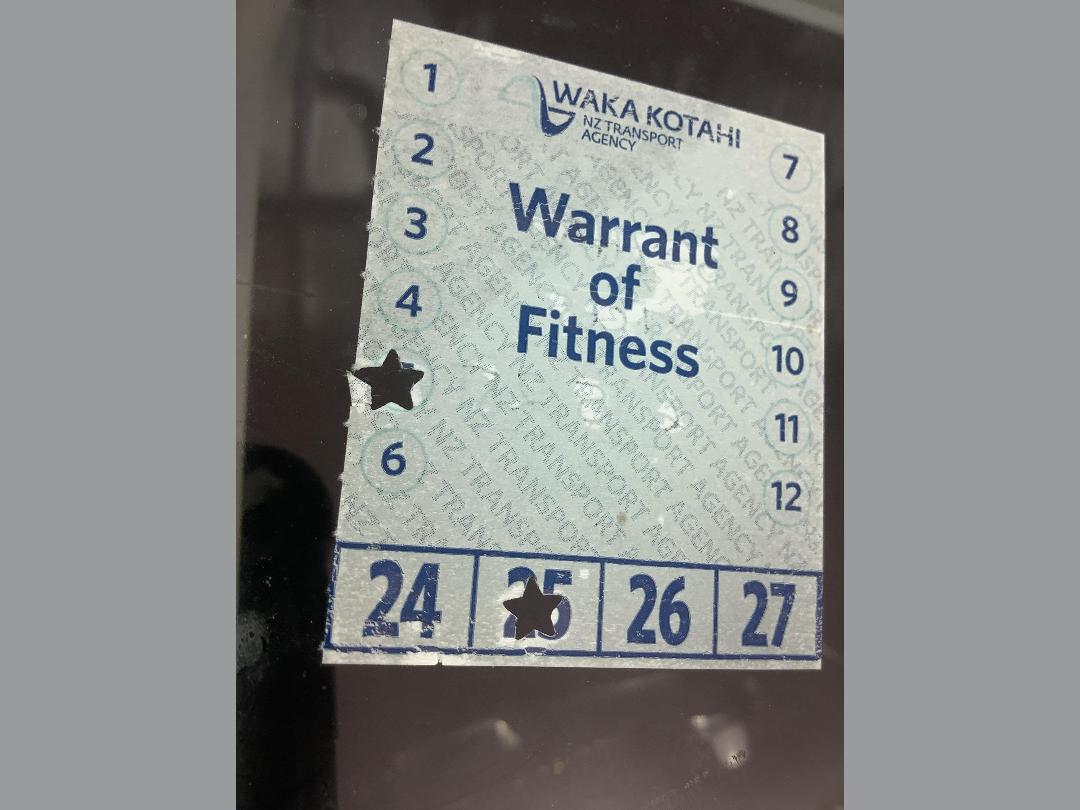 1
WAKA KOTAHI
NZ TRANSPORT
AGENCY
2
3
4
6
Warrant
of
Fitness
7
8
9
10
11
12
24
25
26
27